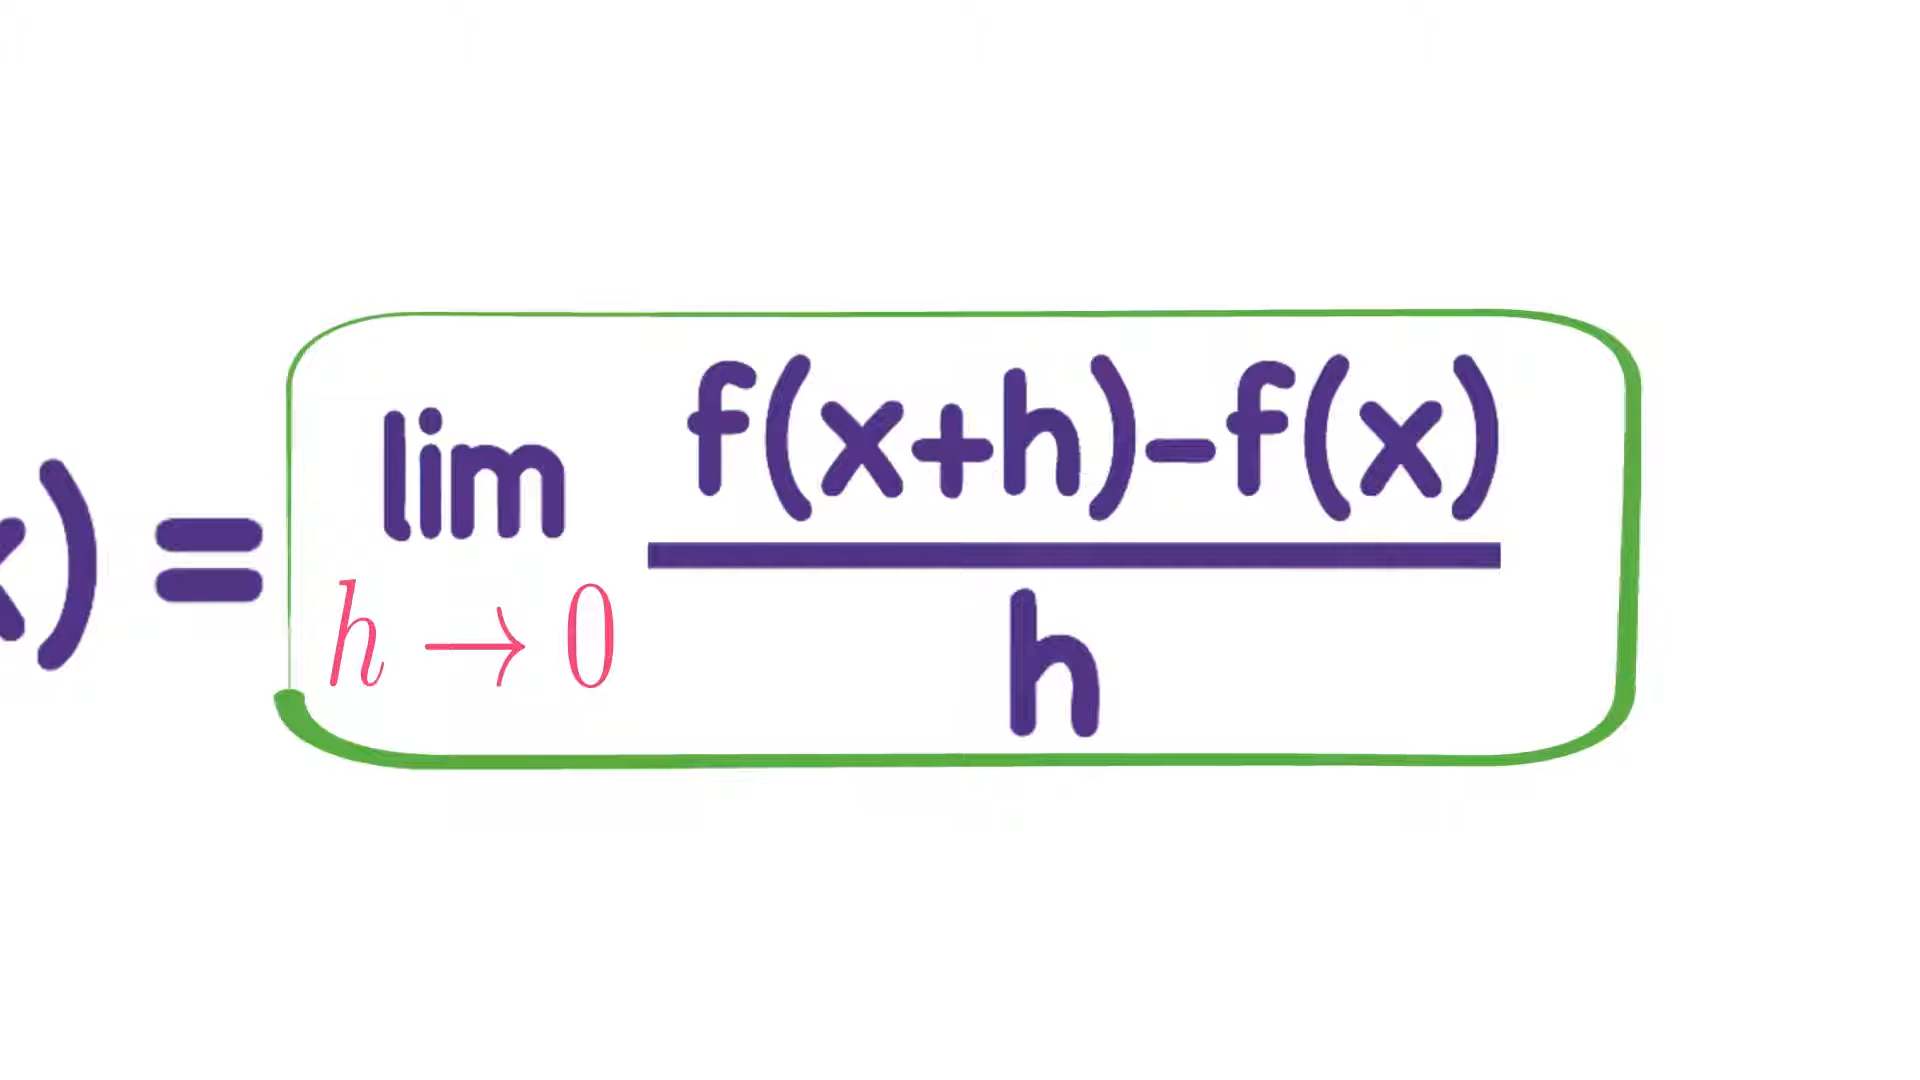 x) = lim f(x+h)-f(x)
h → 0 h